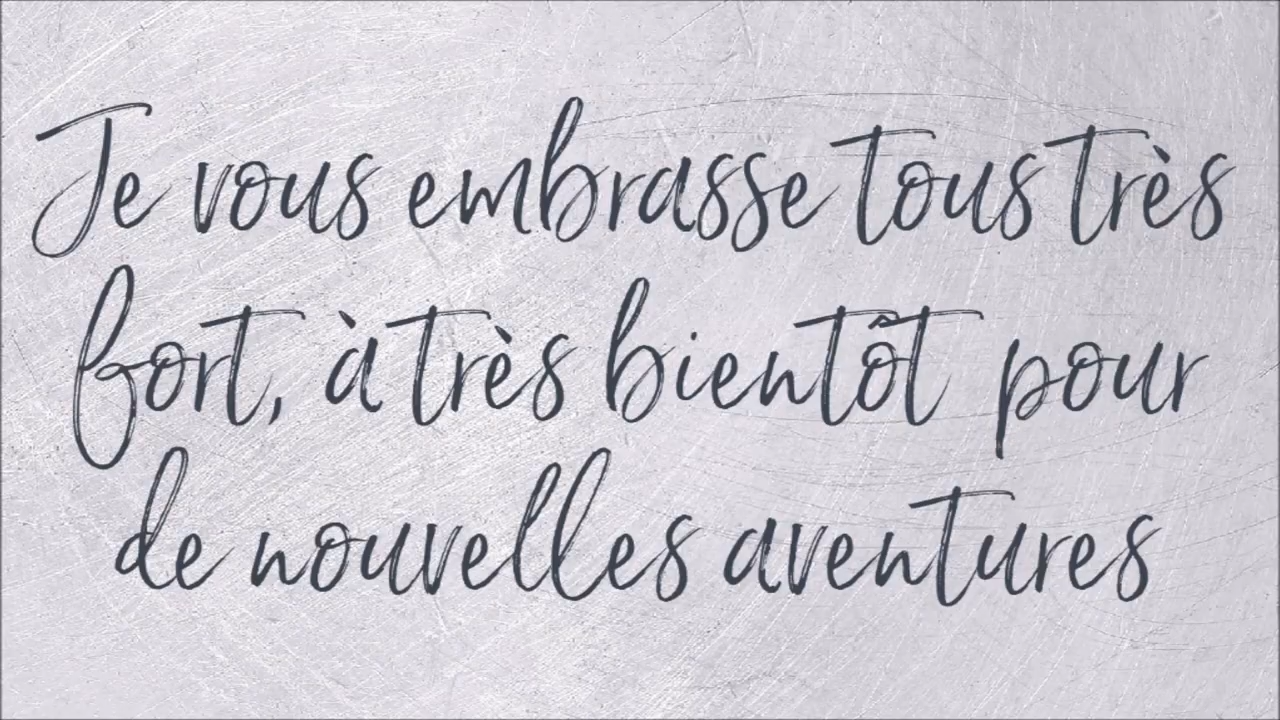 Je vous embrasse tous très
fort, à très bientôt pour
de nouvelles aventures